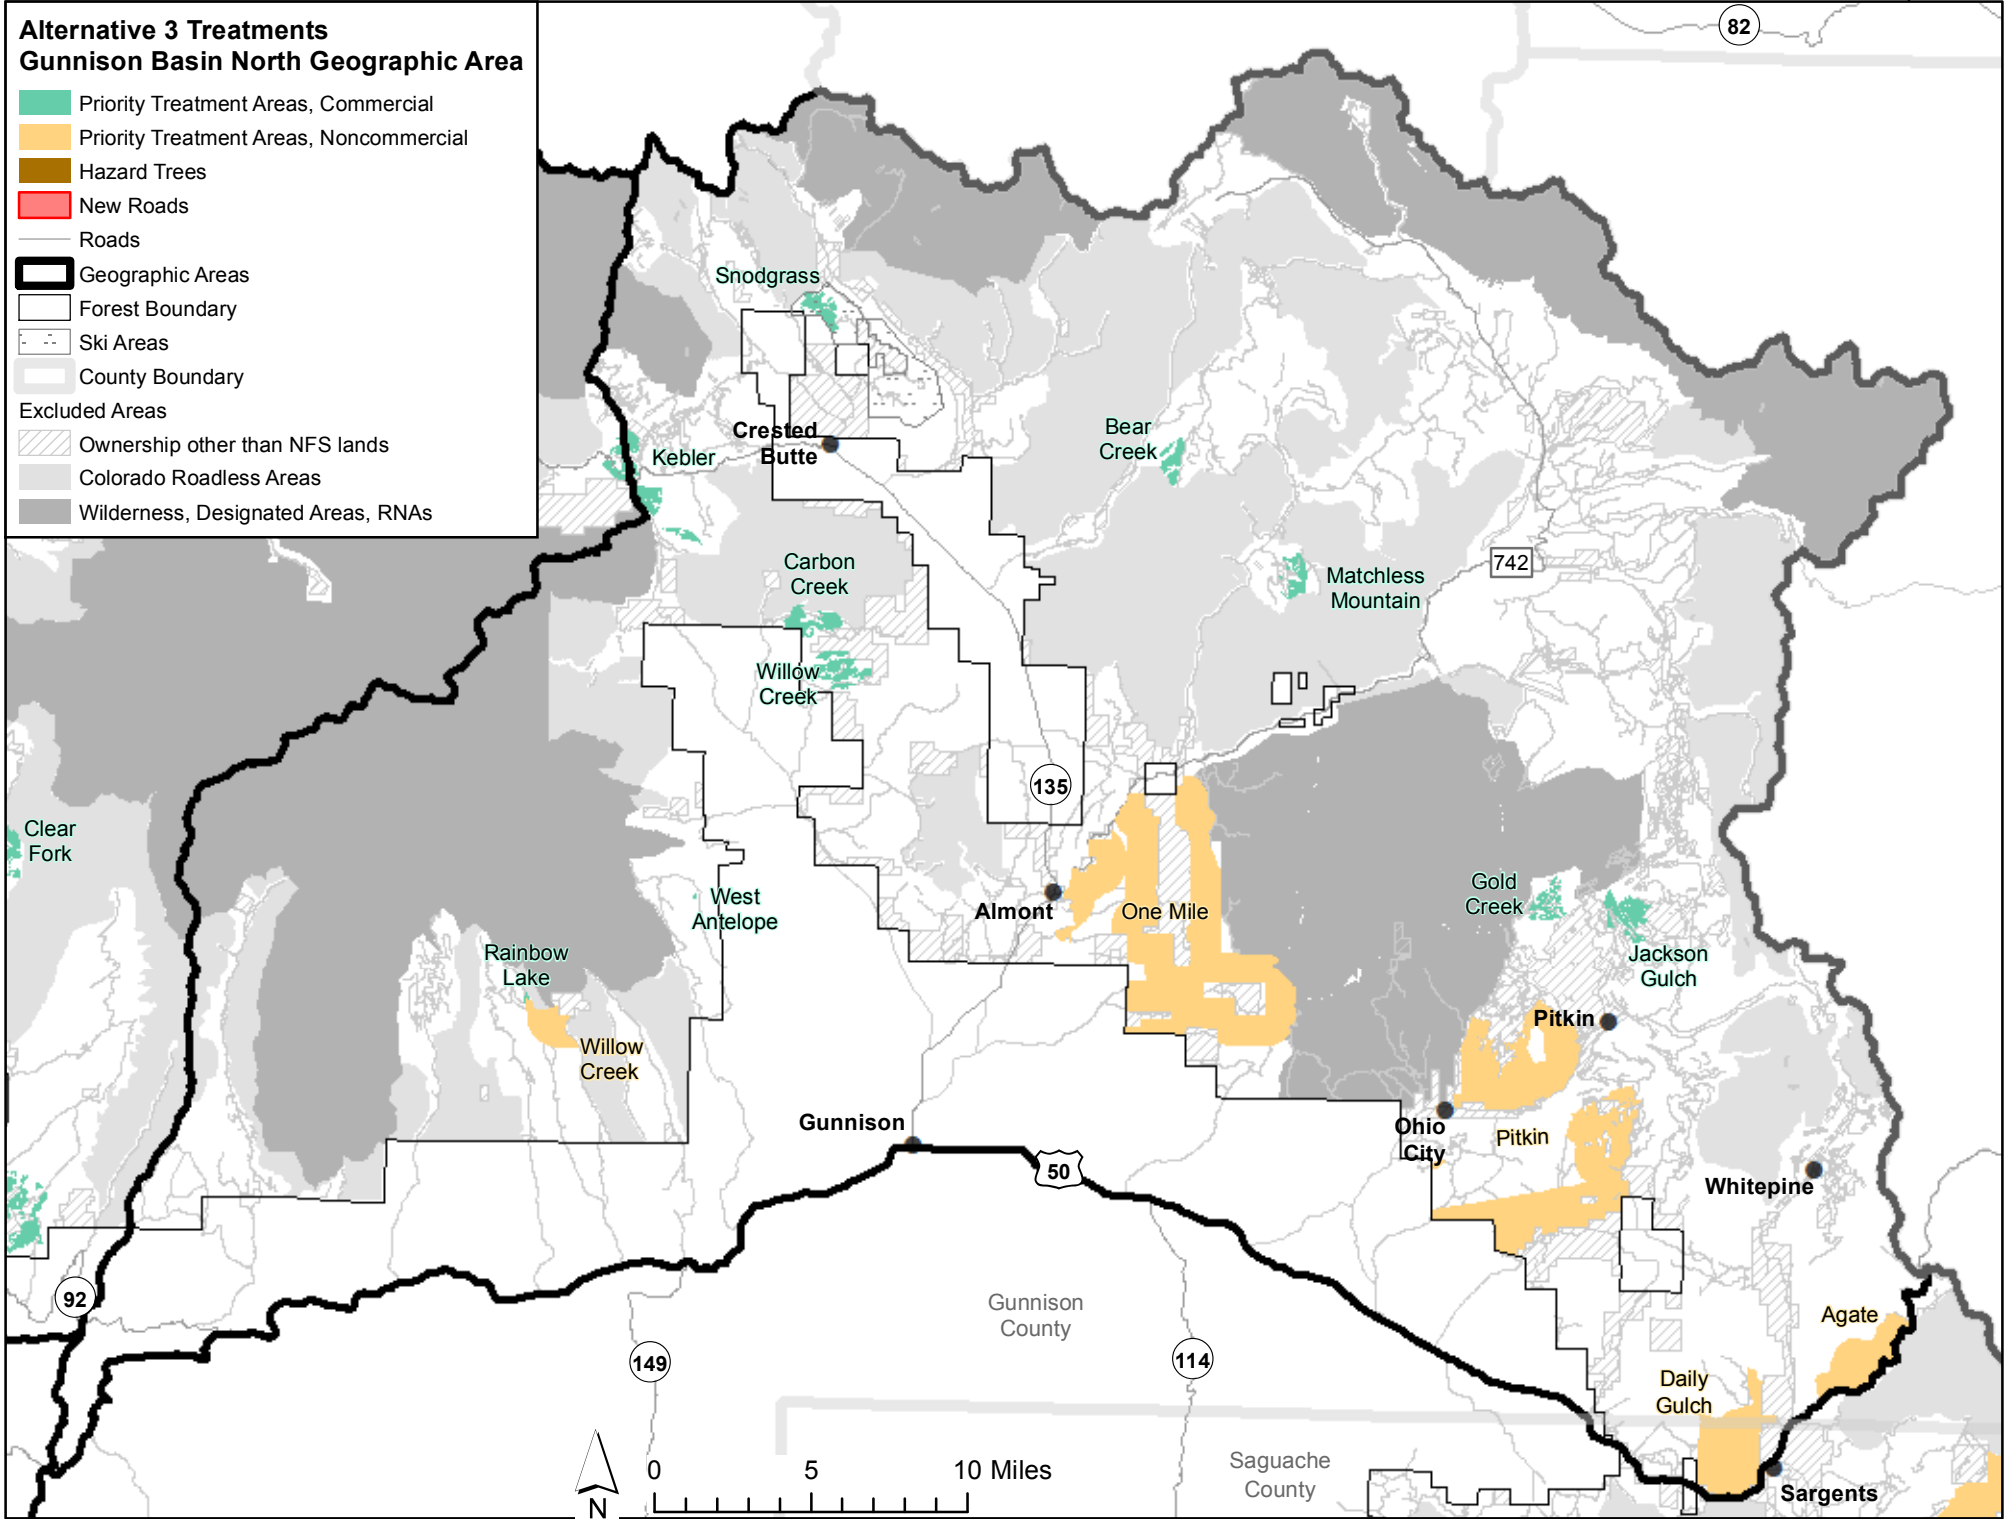 Alternative 3 Treatments
Gunnison Basin North Geographic Area
Priority Treatment Areas, Commercial
Priority Treatment Areas, Noncommercial
Hazard Trees
New Roads
Roads
Geographic Areas
Forest Boundary
Ski Areas
County Boundary
Excluded Areas
Ownership other than NFS lands
Colorado Roadless Areas
Wilderness, Designated Areas, RNAs
82
Snodgrass
Crested
Butte
Kebler
Bear
Creek
Carbon
Creek
Matchless
Mountain
742
Willow
Creek
135
Clear
Fork
West
Antelope
Almont
One Mile
Gold
Creek
Jackson
Gulch
Rainbow
Lake
Willow
Creek
Pitkin
Gunnison
Ohio
City
Pitkin
50
Whitepine
92
Gunnison
County
149
114
Agate
Daily
Gulch
Saguache
County
Sargents
N
0 5 10 Miles